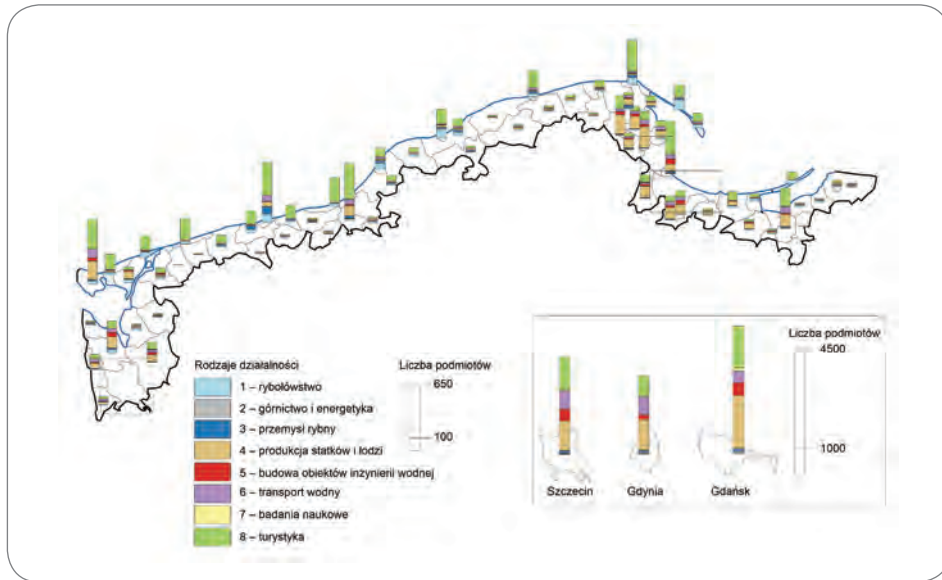 Rodzaje działalności
1 – rybołówstwo
2 – górnictwo i energetyka
3 – przemysł rybny
4 – produkcja statków i łodzi
5 – budowa obiektów inżynierii wodnej
6 – transport wodny
7 – badania naukowe
8 – turystyka
Liczba podmiotów
650
100
Liczba podmiotów
4500
1000
Szczecin
Gdynia
Gdańsk